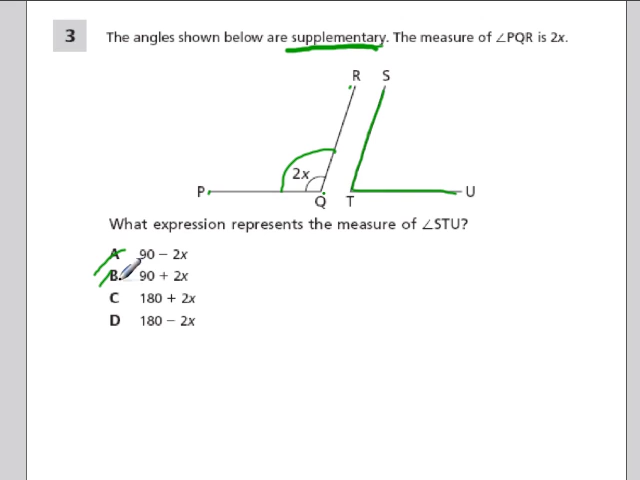 3 The angles shown below are supplementary. The measure of ∠PQR is 2x.
R S
2x
P Q T U
What expression represents the measure of ∠STU?
A 90 − 2x
B. 90 + 2x
C 180 + 2x
D 180 − 2x